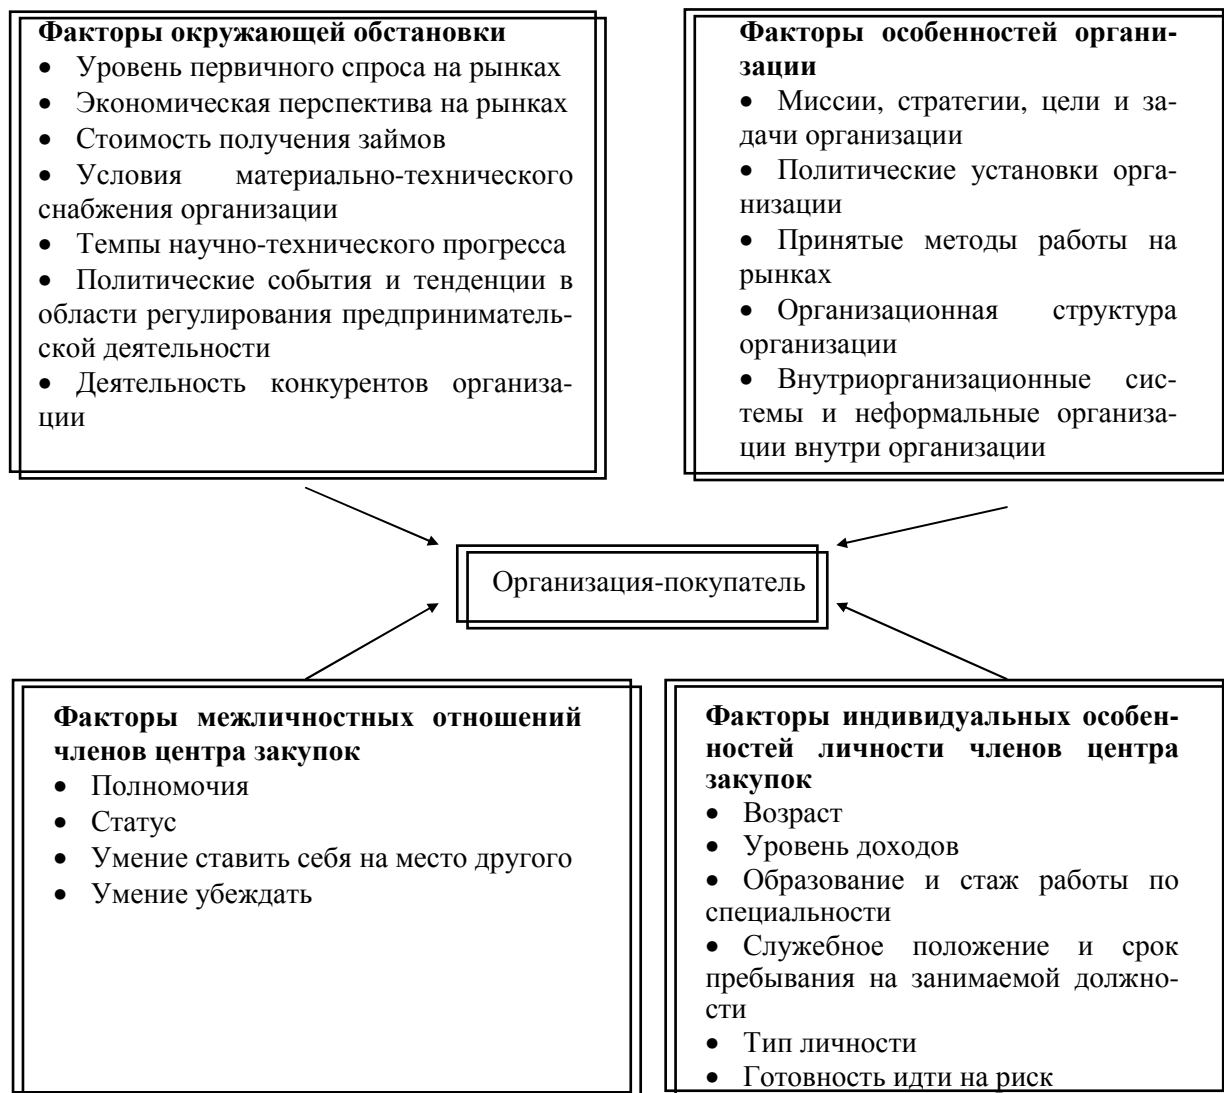 Факторы окружающей обстановки
• Уровень первичного спроса на рынках
• Экономическая перспектива на рынках
• Стоимость получения займов
• Условия материально-технического
снабжения организации
• Темпы научно-технического прогресса
• Политические события и тенденции в
области регулирования предприниматель-
ской деятельности
• Деятельность конкурентов организа-
ции
Факторы особенностей органи-
зации
• Миссии, стратегии, цели и за-
дачи организации
• Политические установки орга-
низации
• Принятые методы работы на
рынках
• Организационная структура
организации
• Внутриорганизационные сис-
темы и неформальные организа-
ции внутри организации
Организация-покупатель
Факторы межличностных отношений
членов центра закупок
• Полномочия
• Статус
• Умение ставить себя на место другого
• Умение убеждать
Факторы индивидуальных особен-
ностей личности членов центра
закупок
• Возраст
• Уровень доходов
• Образование и стаж работы по
специальности
• Служебное положение и срок
пребывания на занимаемой должно-
сти
• Тип личности
• Готовность идти на риск